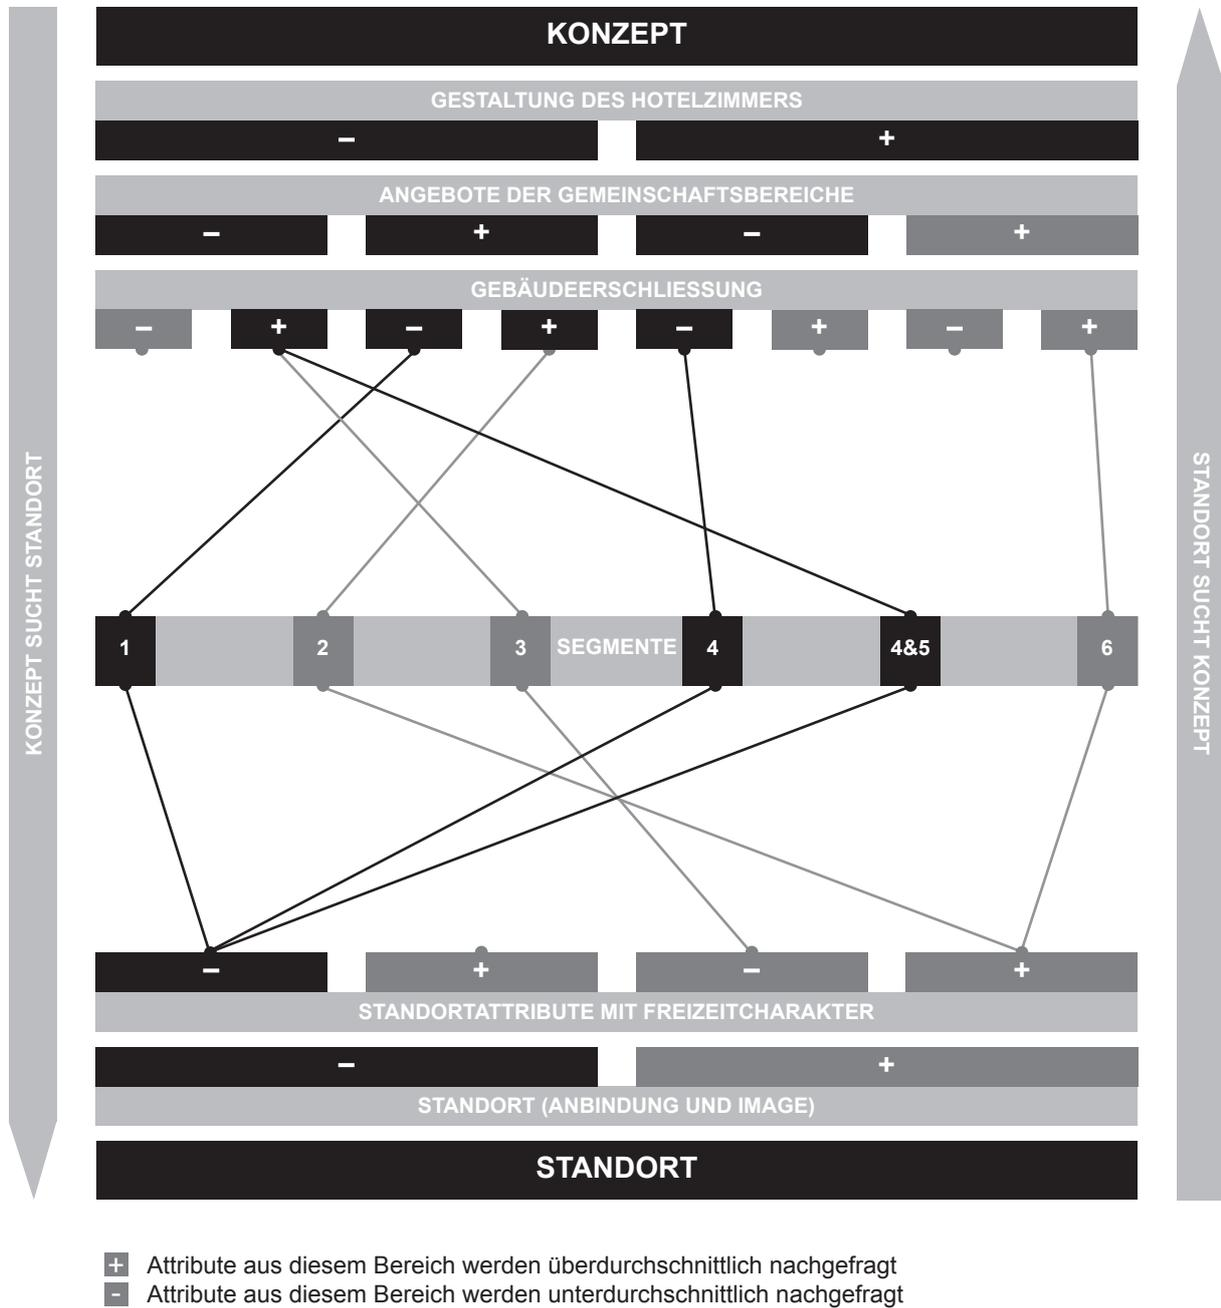 KONZEPT
GESTALTUNG DES HOTELZIMMERS
– +
ANGEBOTE DER GEMEINSCHAFTSBEREICHE
– + – +
GEBÄUDEERSCHLIESSUNG
– + – + – + – +
KONZEPT SUCHT STANDORT
STANDORT SUCHT KONZEPT
1 2 3 SEGMENTE 4 4&5 6
– + – +
STANDORTATTRIBUTE MIT FREIZEITCHARAKTER
– +
STANDORT (ANBINDUNG UND IMAGE)
STANDORT
+ Attribute aus diesem Bereich werden überdurchschnittlich nachgefragt
- Attribute aus diesem Bereich werden unterdurchschnittlich nachgefragt